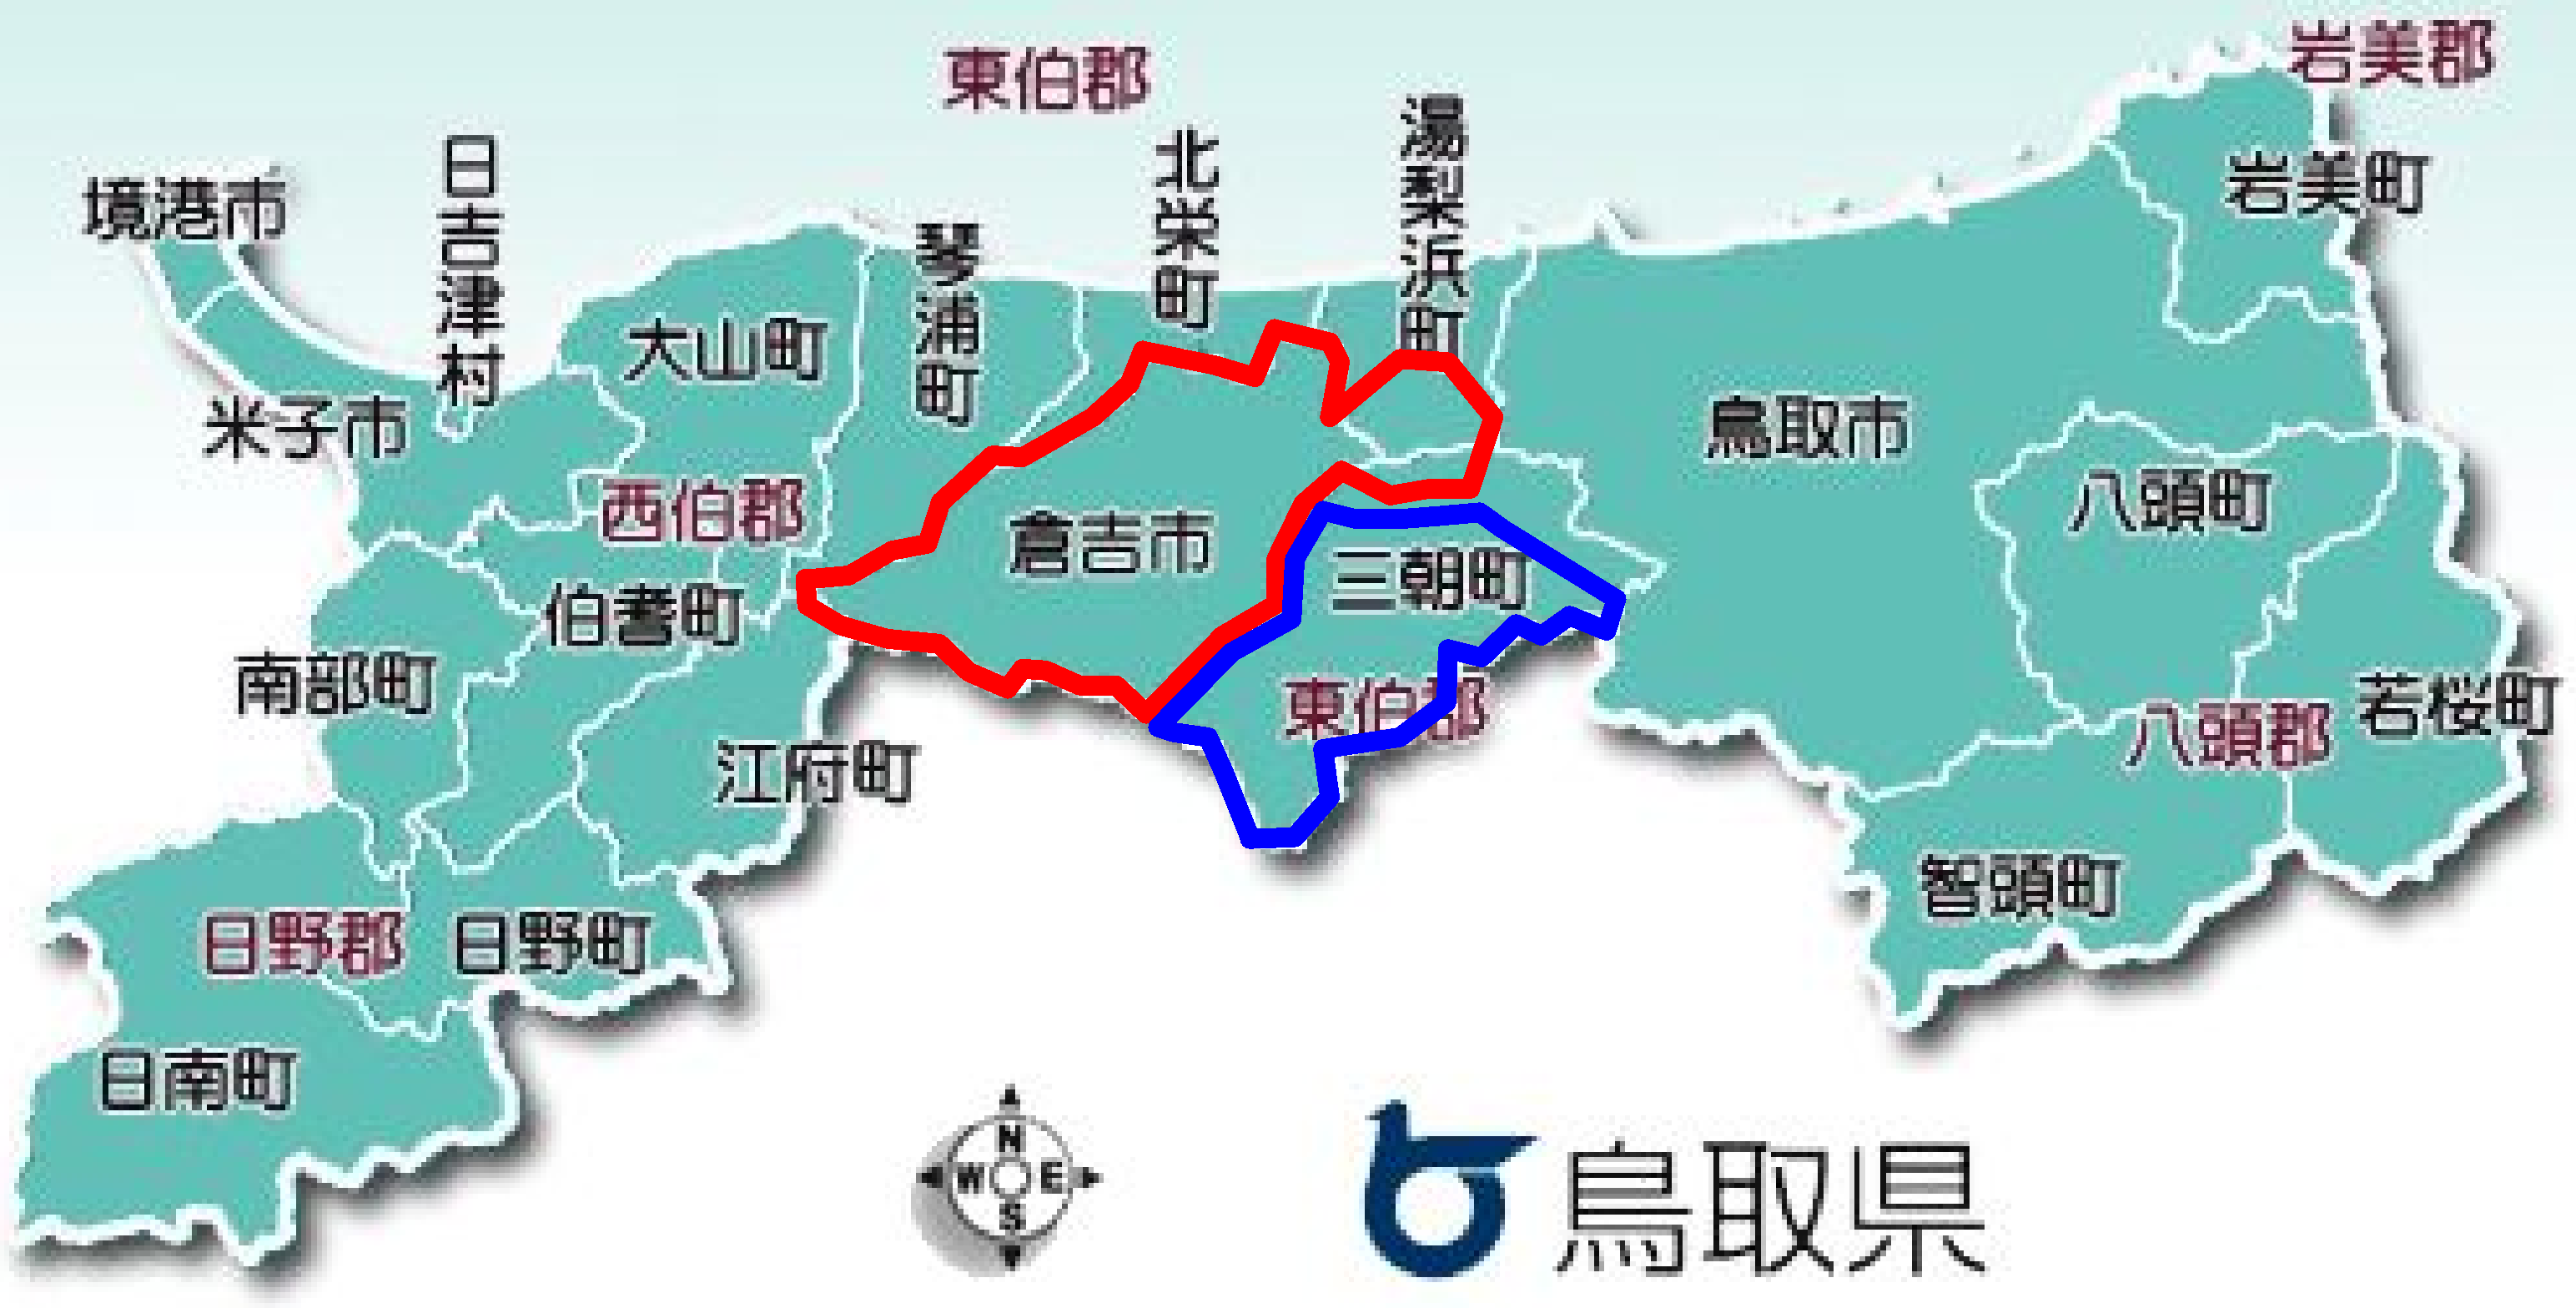 岩美郡
東伯郡
湯梨浜町
北栄町
日吉津村
境港市
岩美町
琴浦町
大山町
米子市
鳥取市
八頭町
西伯郡
倉吉市
三朝町
伯耆町
南部町
東伯郡
八頭郡
若桜町
江府町
智頭町
日野郡
日野町
日南町
N
W E
S
鳥取県